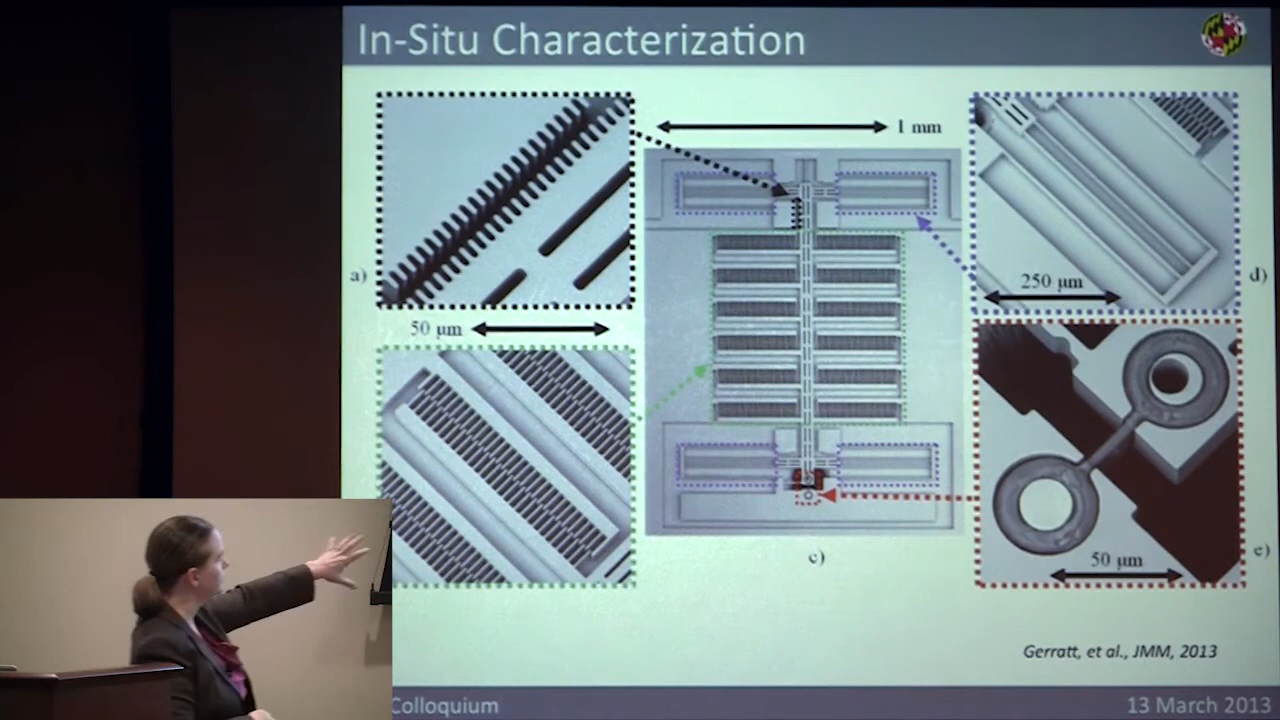 In-Situ Characterization
1 mm
a)
250 µm
d)
50 µm
50 µm
e)
c)
Gerratt, et al., JMM, 2013
Colloquium
13 March 2013